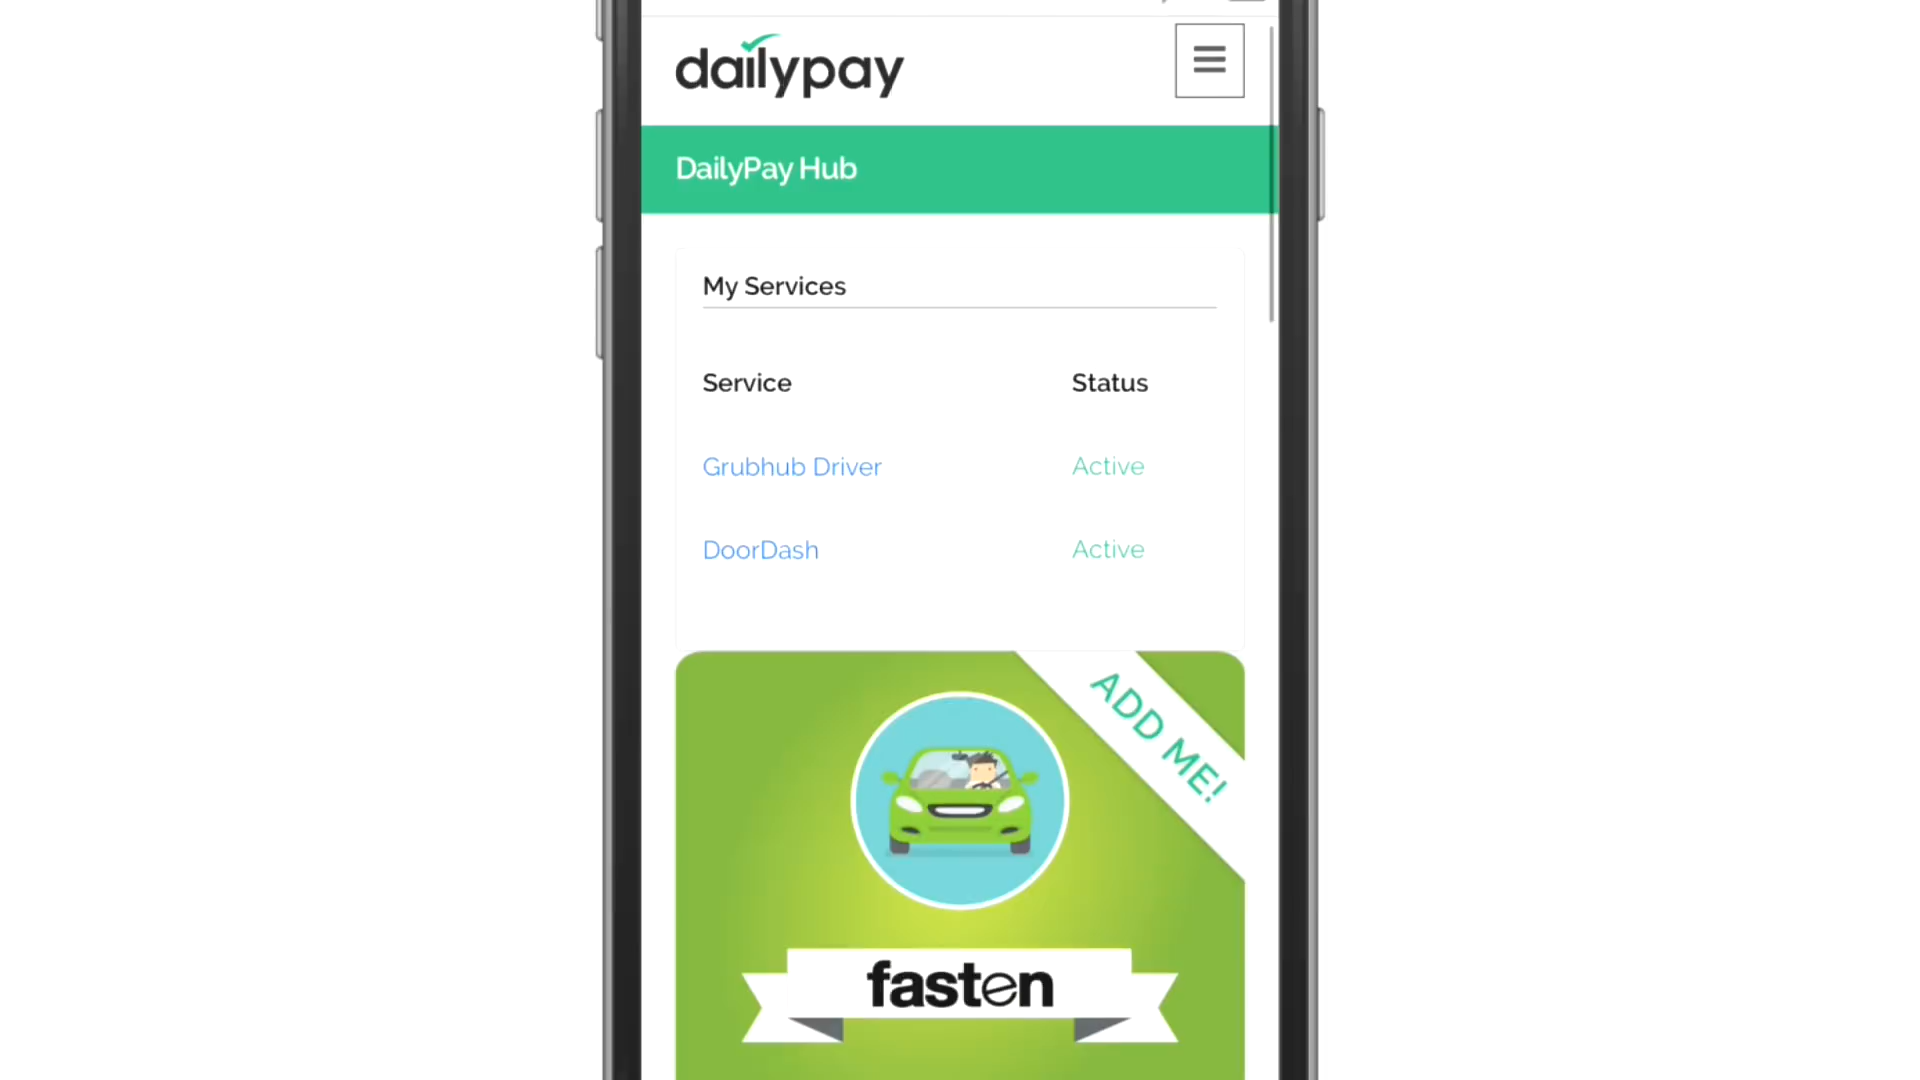 dailypay
DailyPay Hub
My Services
Service Status
Grubhub Driver Active
DoorDash Active
ADD ME!
fasten